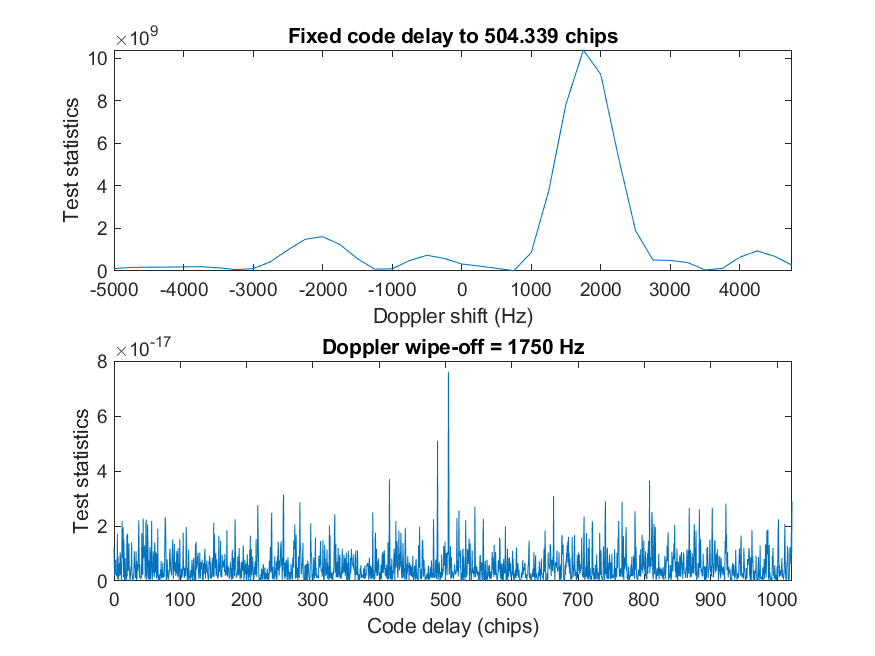 ×10^9
Fixed code delay to 504.339 chips
10
8
6
4
2
0
Test statistics
-5000 -4000 -3000 -2000 -1000 0 1000 2000 3000 4000
Doppler shift (Hz)
×10^-17
Doppler wipe-off = 1750 Hz
8
6
4
2
0
Test statistics
0 100 200 300 400 500 600 700 800 900 1000
Code delay (chips)